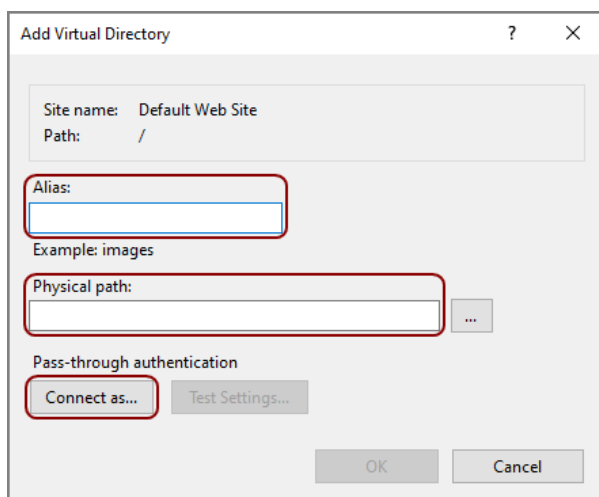 Add Virtual Directory ? X
Site name: Default Web Site
Path: /
Alias:
Example: images
Physical path:
...
Pass-through authentication
Connect as... Test Settings...
OK Cancel